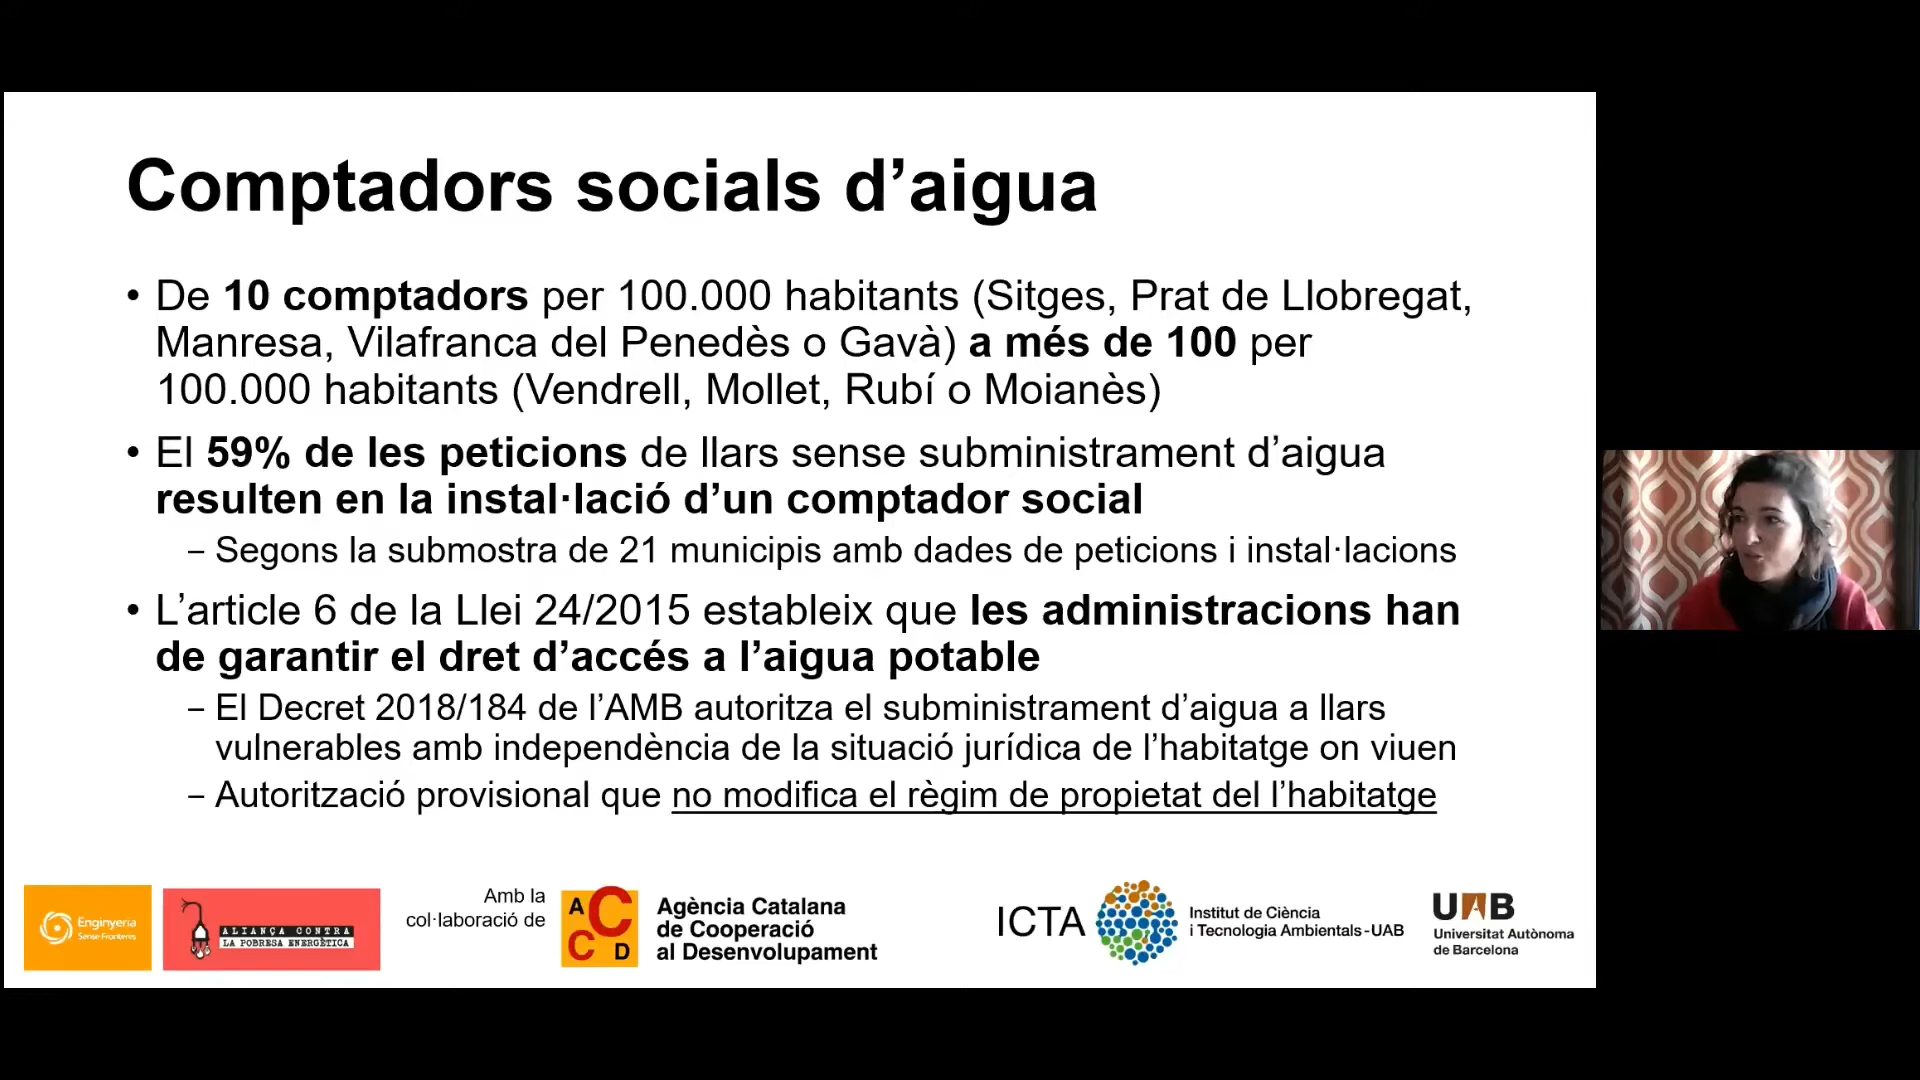 Comptadors socials d’aigua
• De 10 comptadors per 100.000 habitants (Sitges, Prat de Llobregat,
Manresa, Vilafranca del Penedès o Gavà) a més de 100 per
100.000 habitants (Vendrell, Mollet, Rubí o Moianès)
• El 59% de les peticions de llars sense subministrament d’aigua
resulten en la instal·lació d’un comptador social
– Segons la submostra de 21 municipis amb dades de peticions i instal·lacions
• L’article 6 de la Llei 24/2015 estableix que les administracions han
de garantir el dret d’accés a l’aigua potable
– El Decret 2018/184 de l’AMB autoritza el subministrament d’aigua a llars
vulnerables amb independència de la situació jurídica de l’habitatge on viuen
– Autorització provisional que no modifica el règim de propietat del l’habitatge
Enginyeria
Sense Fronteres
ALIANÇA CONTRA
LA POBRESA ENERGÈTICA
Amb la
col·laboració de
A C
C D
Agència Catalana
de Cooperació
al Desenvolupament
ICTA
Institut de Ciència
i Tecnologia Ambientals-UAB
UAB
Universitat Autònoma
de Barcelona